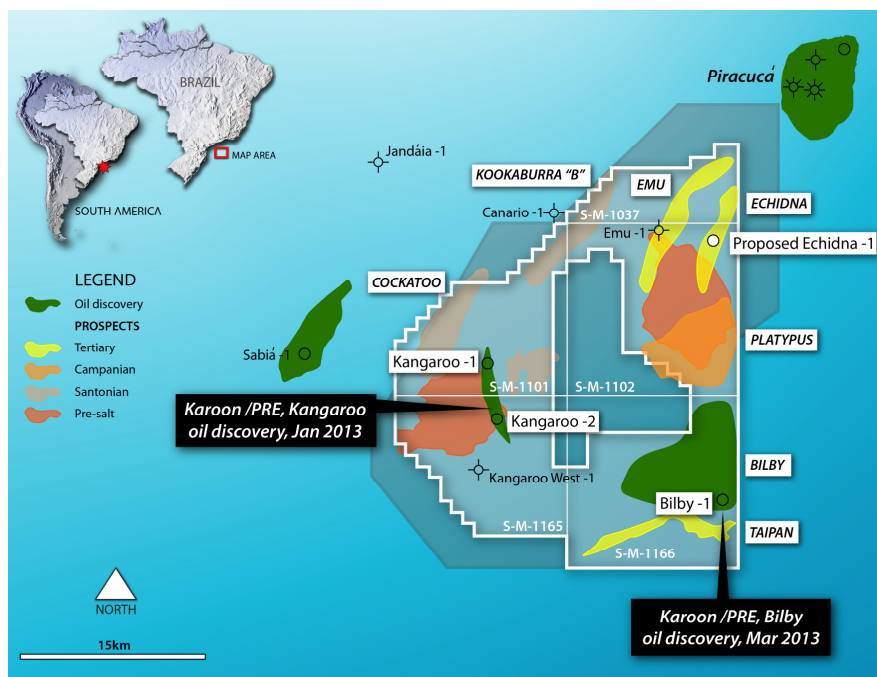 BRAZIL
MAP AREA
SOUTH AMERICA
Piracucá
Jandáia -1
KOOKABURRA “B”
EMU
ECHIDNA
Canario -1
S-M-1037
Emu -1
Proposed Echidna -1
LEGEND
Oil discovery
PROSPECTS
Tertiary
Campanian
Santonian
Pre-salt
COCKATOO
PLATYPUS
Sabiá -1
Kangaroo -1
S-M-1101
S-M-1102
Karoon /PRE, Kangaroo
oil discovery, Jan 2013
Kangaroo -2
BILBY
Kangaroo West -1
Bilby -1
S-M-1165
TAIPAN
S-M-1166
NORTH
15km
Karoon /PRE, Bilby
oil discovery, Mar 2013